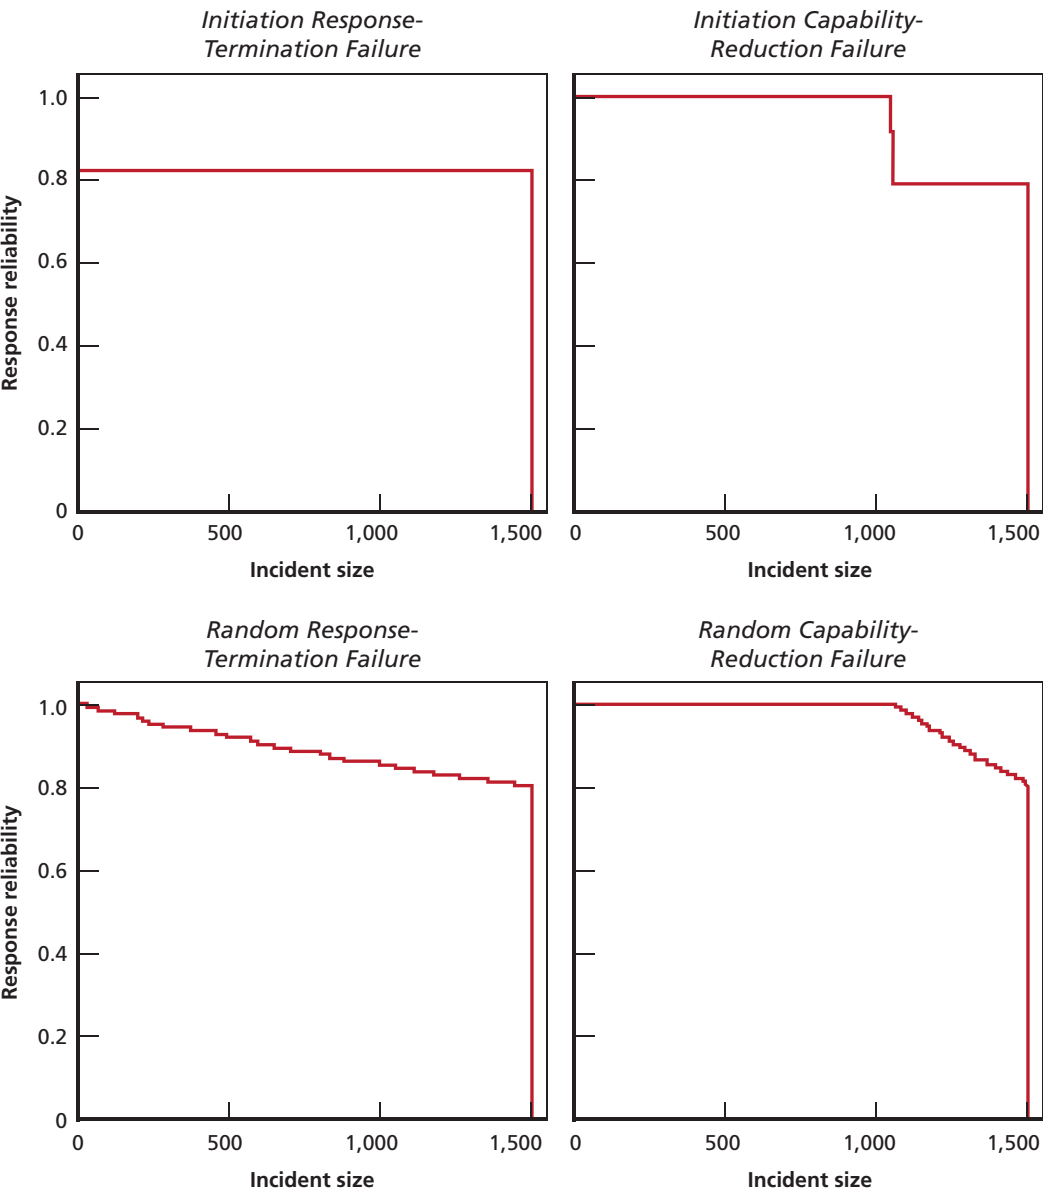 Initiation Response-
Termination Failure
Initiation Capability-
Reduction Failure
Response reliability
1.0
0.8
0.6
0.4
0.2
0
0 500 1,000 1,500
Incident size
0 500 1,000 1,500
Incident size
Random Response-
Termination Failure
Random Capability-
Reduction Failure
Response reliability
1.0
0.8
0.6
0.4
0.2
0
0 500 1,000 1,500
Incident size
0 500 1,000 1,500
Incident size